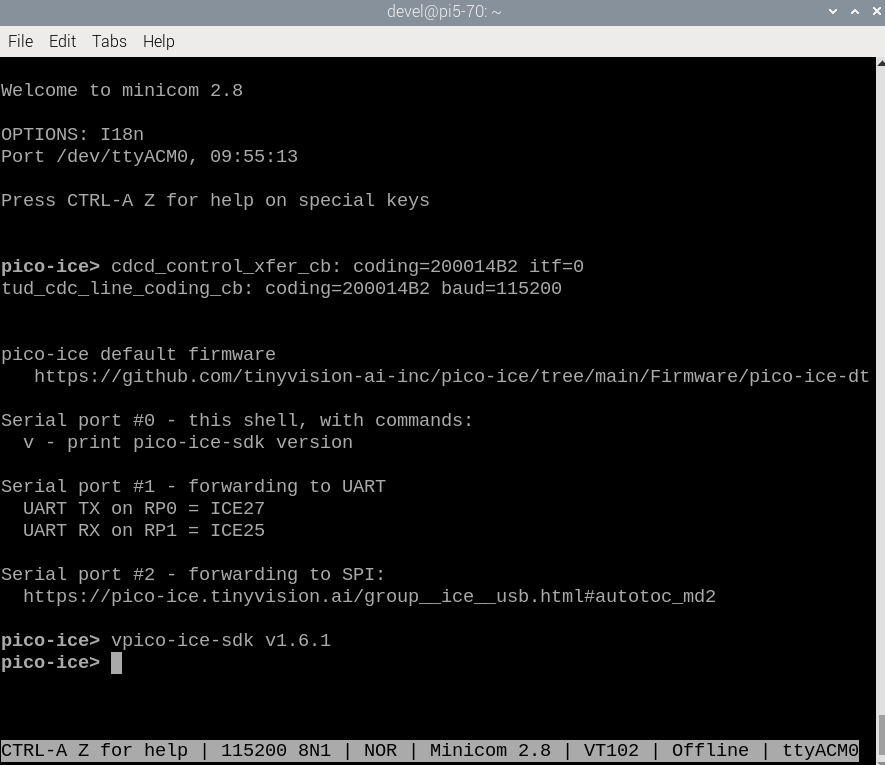 devel@pi5-70: ~
File Edit Tabs Help
Welcome to minicom 2.8
OPTIONS: I18n
Port /dev/ttyACM0, 09:55:13
Press CTRL-A Z for help on special keys
pico-ice> cdcd_control_xfer_cb: coding=200014B2 itf=0
tud_cdc_line_coding_cb: coding=200014B2 baud=115200
pico-ice default firmware
https://github.com/tinyvision-ai-inc/pico-ice/tree/main/Firmware/pico-ice-dt
Serial port #0 - this shell, with commands:
v - print pico-ice-sdk version
Serial port #1 - forwarding to UART
UART TX on RP0 = ICE27
UART RX on RP1 = ICE25
Serial port #2 - forwarding to SPI:
https://pico-ice.tinyvision.ai/group__ice__usb.html#autotoc_md2
pico-ice> vpico-ice-sdk v1.6.1
pico-ice>
CTRL-A Z for help | 115200 8N1 | NOR | Minicom 2.8 | VT102 | Offline | ttyACM0